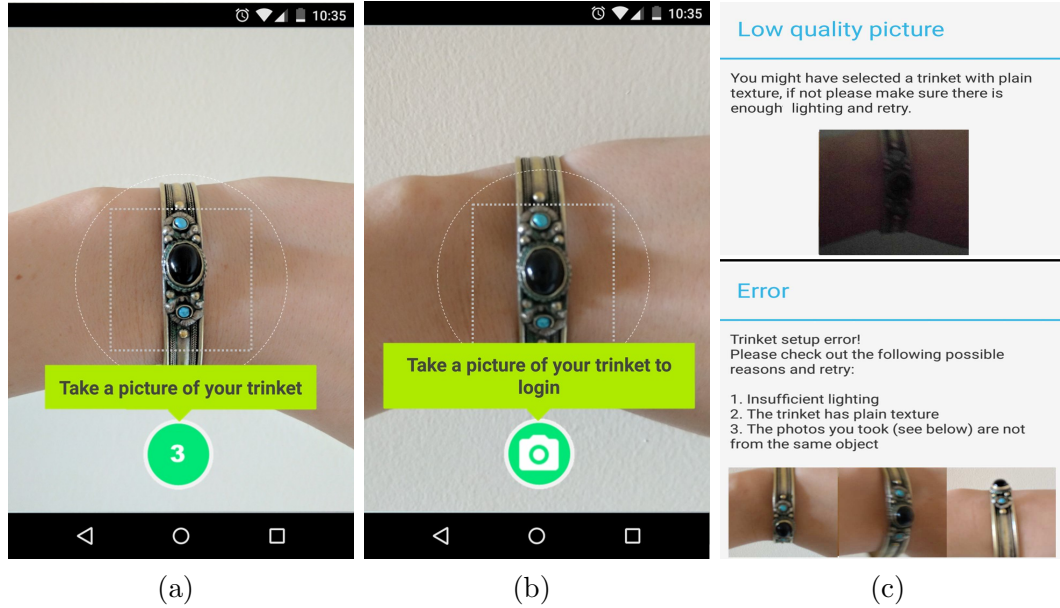 10:35
Take a picture of your trinket
3
(a)
10:35
Take a picture of your trinket to
login
(b)
Low quality picture
You might have selected a trinket with plain
texture, if not please make sure there is
enough lighting and retry.
Error
Trinket setup error!
Please check out the following possible
reasons and retry:
1. Insufficient lighting
2. The trinket has plain texture
3. The photos you took (see below) are not
from the same object
(c)